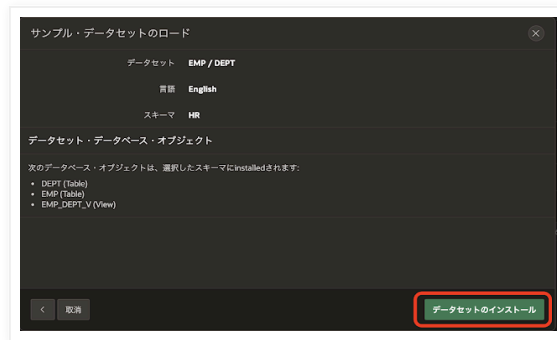 サンプル・データセットのロード
データセット EMP / DEPT
言語 English
スキーマ HR
データセット・データベース・オブジェクト
次のデータベース・オブジェクトは、選択したスキーマにinstalledされます:
• DEPT (Table)
• EMP (Table)
• EMP_DEPT_V (View)
取消
データセットのインストール